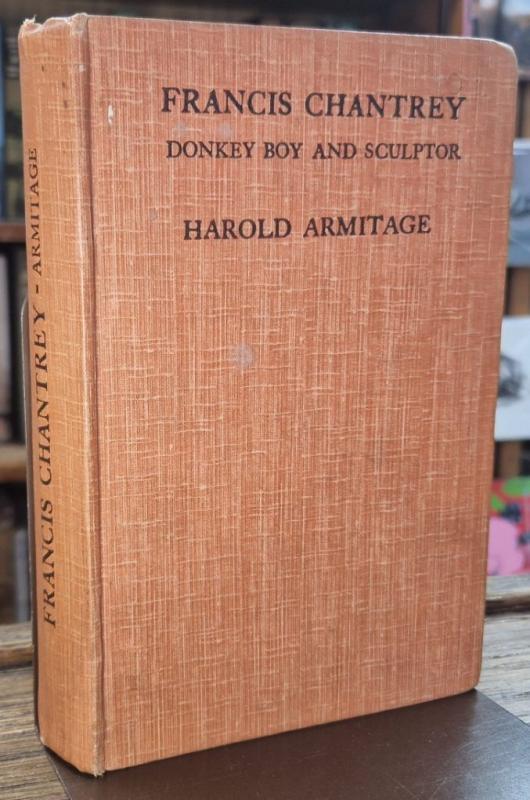 FRANCIS CHANTREY
DONKEY BOY AND SCULPTOR
HAROLD ARMITAGE
FRANCIS CHANTREY - ARMITAGE